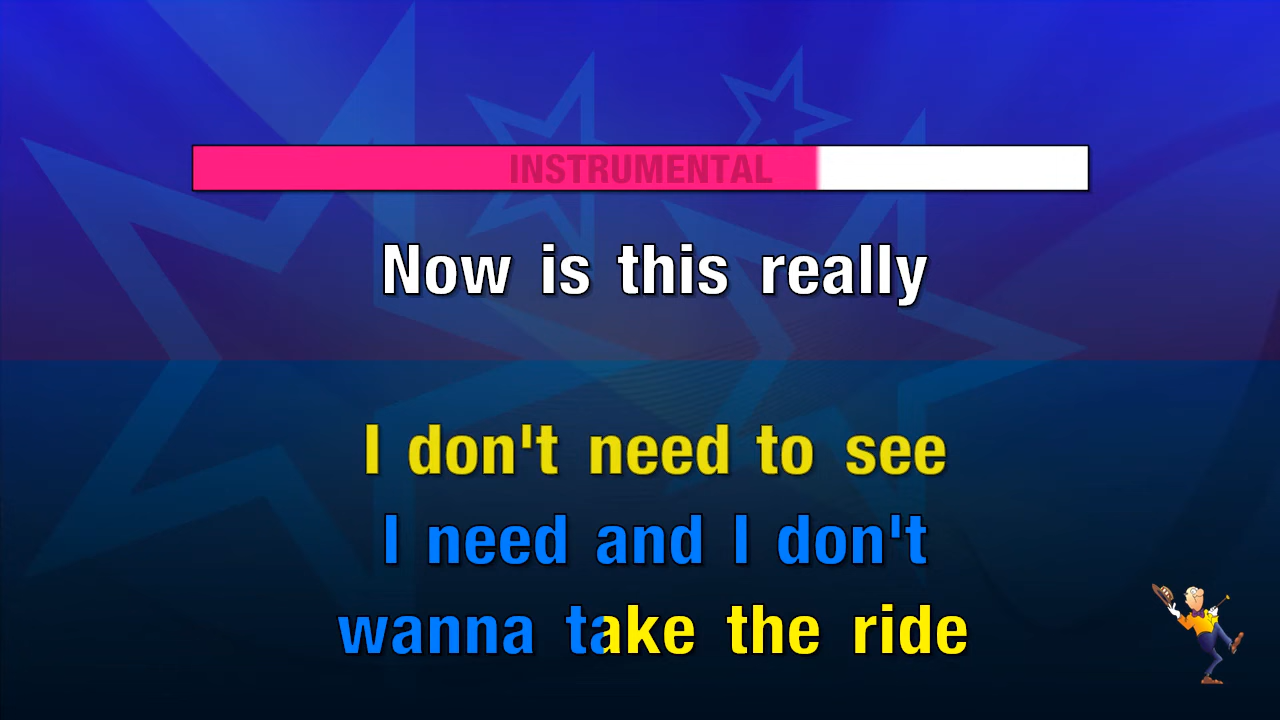 INSTRUMENTAL
Now is this really
I don't need to see
I need and I don't
wanna take the ride